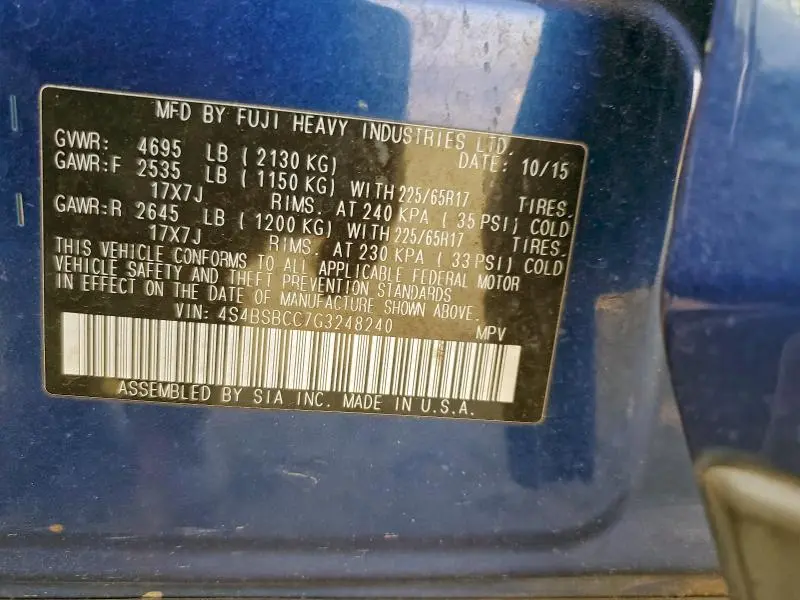 MFD BY FUJI HEAVY INDUSTRIES LTD.
GVWR: 4695 LB ( 2130 KG) DATE: 10/15
GAWR:F 2535 LB ( 1150 KG) WITH 225/65R17 TIRES,
17X7J RIMS. AT 240 KPA ( 35 PSI) COLD
GAWR:R 2645 LB ( 1200 KG) WITH 225/65R17 TIRES,
17X7J RIMS. AT 230 KPA ( 33 PSI) COLD
THIS VEHICLE CONFORMS TO ALL APPLICABLE FEDERAL MOTOR
VEHICLE SAFETY AND THEFT PREVENTION STANDARDS
IN EFFECT ON THE DATE OF MANUFACTURE SHOWN ABOVE.
VIN: 4S4BSBCC7G3248240 MPV
ASSEMBLED BY SIA INC. MADE IN U.S.A.